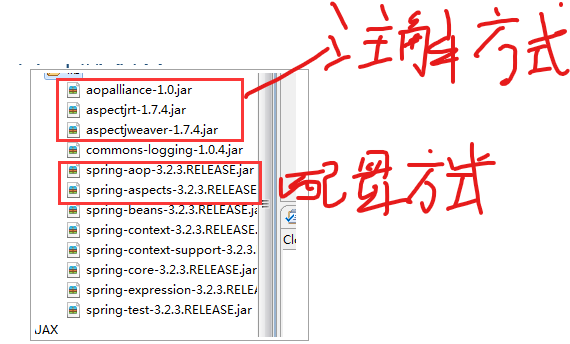 aopalliance-1.0.jar
aspectjrt-1.7.4.jar
aspectjweaver-1.7.4.jar
注解方式
commons-logging-1.0.4.jar
spring-aop-3.2.3.RELEASE.jar
spring-aspects-3.2.3.RELEASE
配置方式
spring-beans-3.2.3.RELEASE.ja
spring-context-3.2.3.RELEASE.
spring-context-support-3.2.3.
Cl
spring-core-3.2.3.RELEASE.jar
spring-expression-3.2.3.RELEA
spring-test-3.2.3.RELEASE.jar
JAX